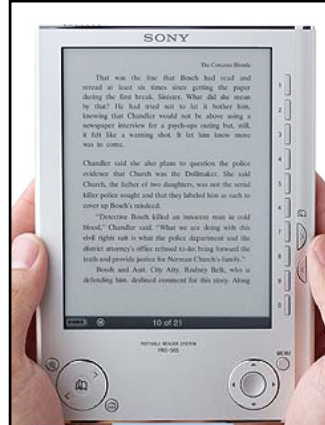 SONY
The Concrete Blonde
That was the line that Bosch had read and
reread at least six times since getting the paper
during the first break. Sinister. What did she mean
by that? He had tried not to let it bother him,
knowing that Chandler would not be above using a
newspaper interview for a psych-ops outing but, still,
it felt like a warning shot. It let him know more
was to come.
Chandler said she also plans to question the police
evidence that Church was the Dollmaker. She said
Church, the father of two daughters, was not the serial
killer police sought and that they labeled him as such to
cover up Bosch's misdeed.
"Detective Bosch killed an innocent man in cold
blood," Chandler said. "What we are doing with this
civil rights suit is what the police department and the
district attorney's office refused to do: bring forward the
truth and provide justice for Norman Church's family."
Bosch and Asst. City Atty. Rodney Belk, who is
defending him, declined comment for this story. Along
10 of 21
1
2
3
4
5
6
7
8
9
0
PORTABLE READER SYSTEM
PRS-505
MENU